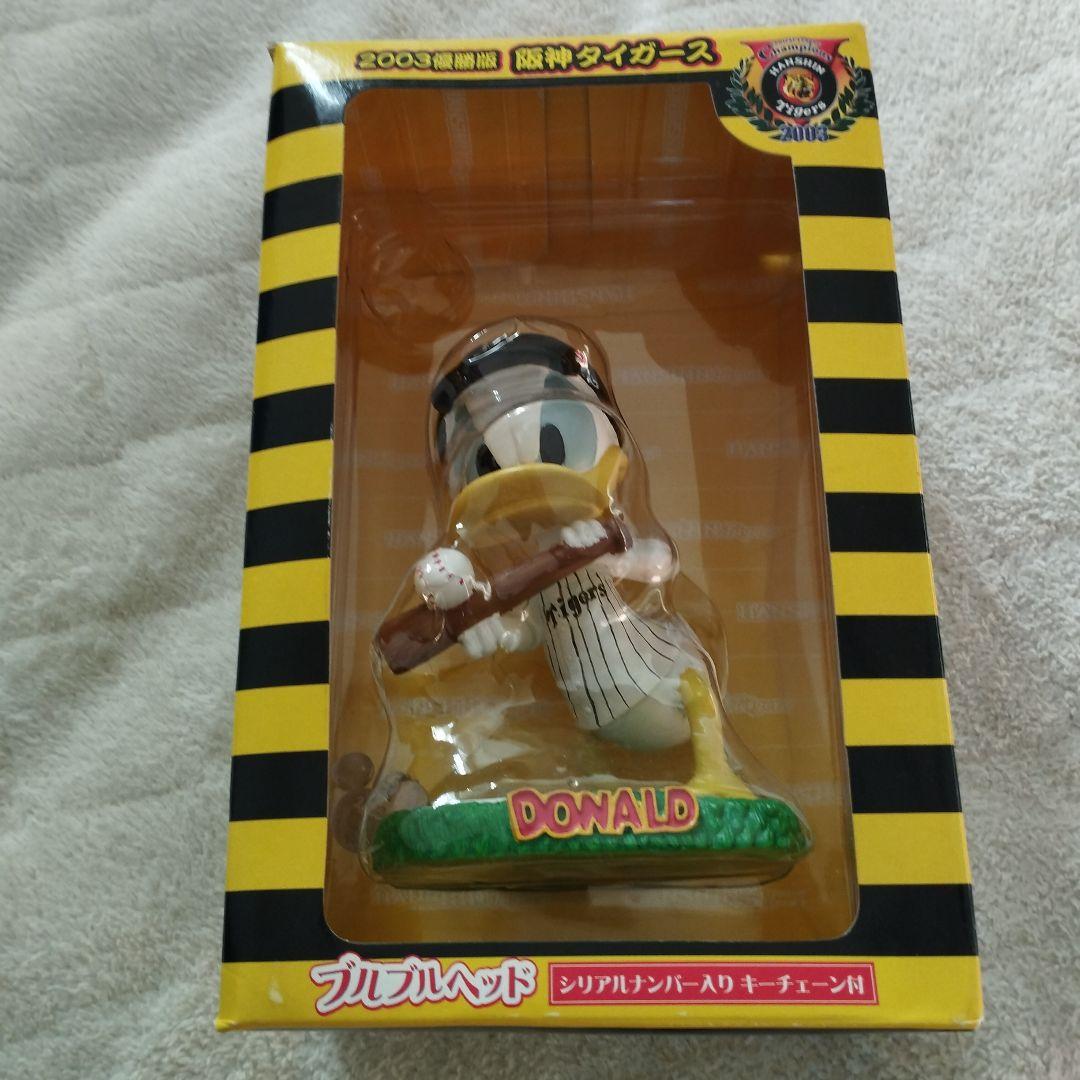 2003優勝版 阪神タイガース
Champions
HANSHIN
Tigers
2003
Tigers
DONALD
ブルブルヘッド
シリアルナンバー入り キーチェーン付